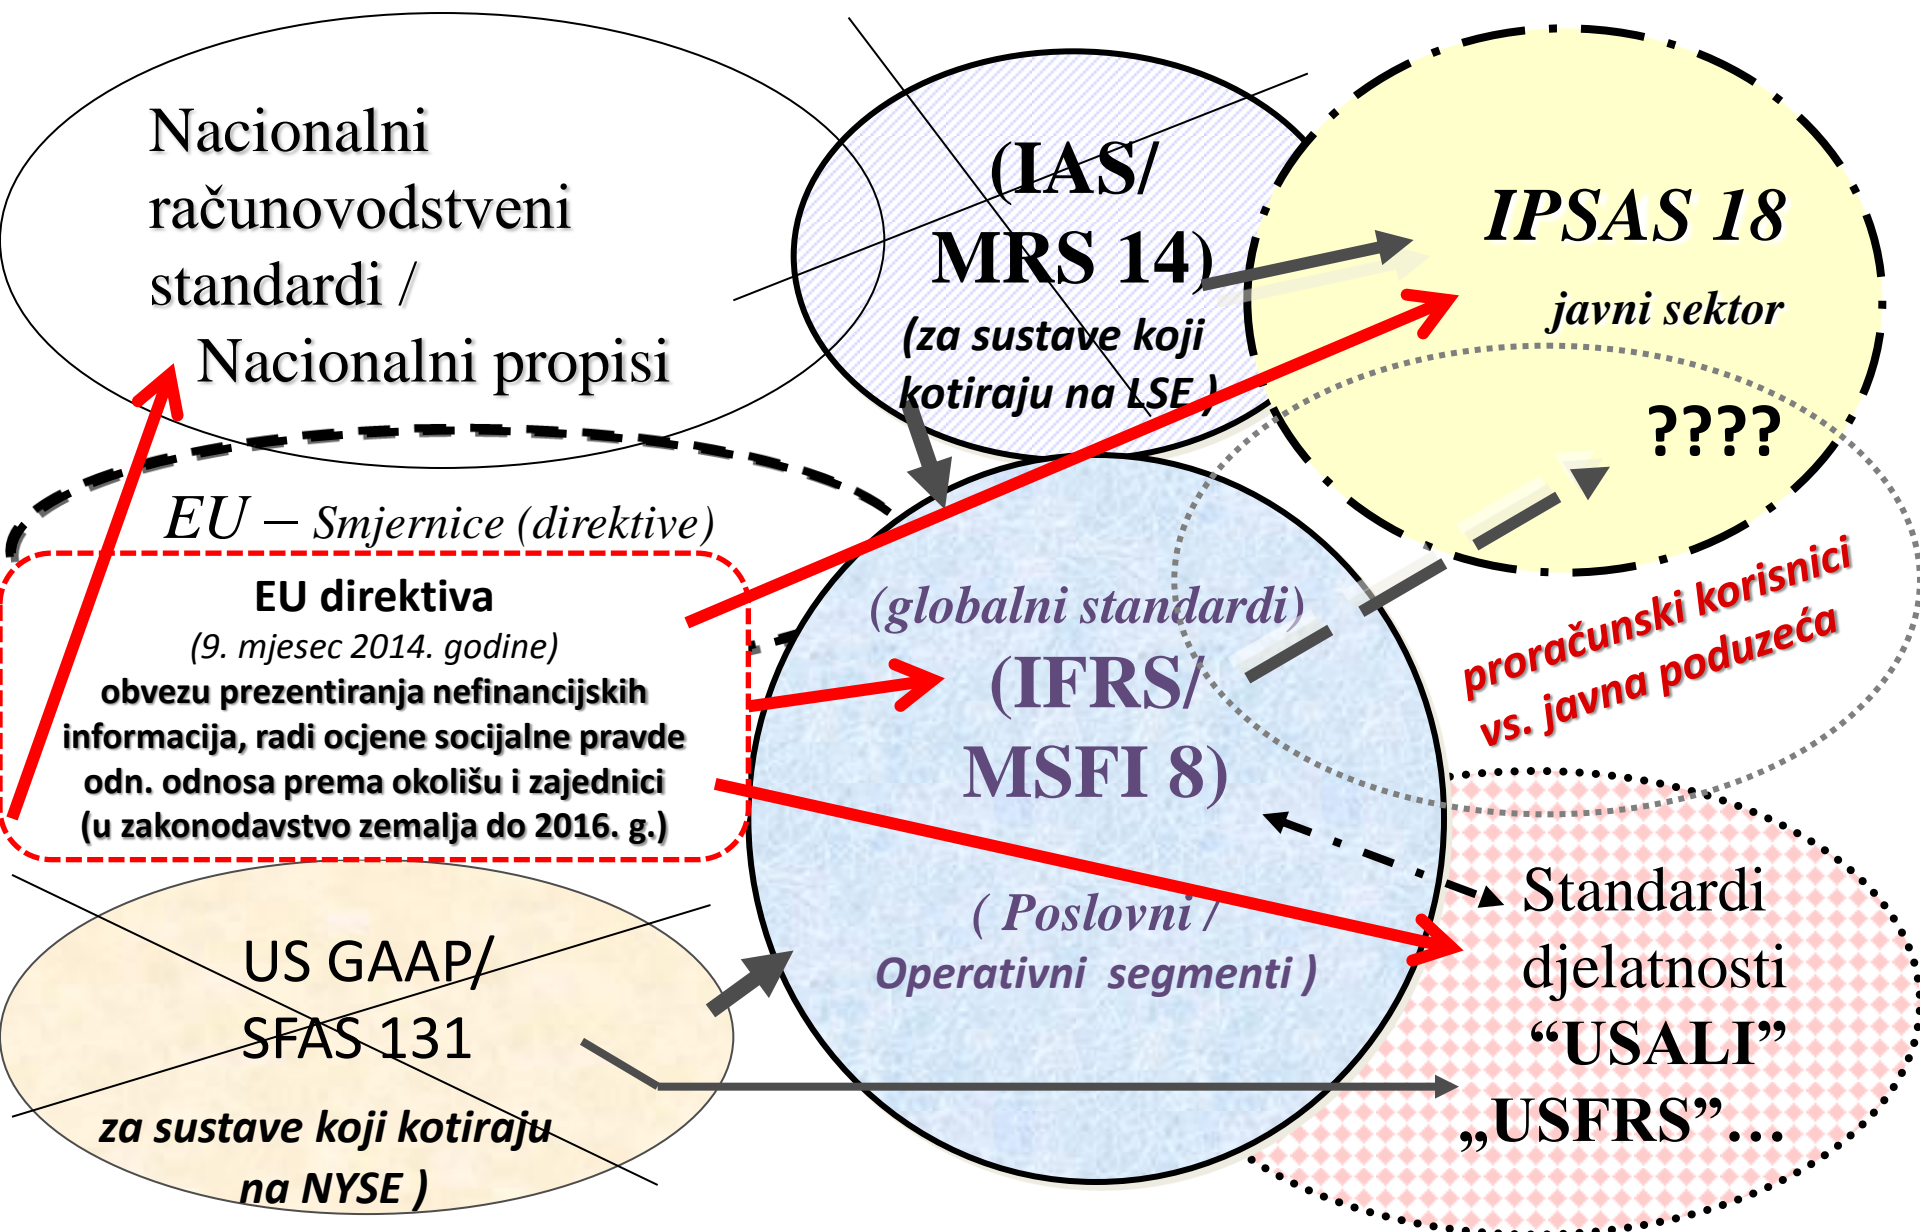 Nacionalni
računovodstveni
standardi /
Nacionalni propisi
(IAS/
MRS 14)
(za sustave koji
kotiraju na LSE )
IPSAS 18
javni sektor
????
EU – Smjernice (direktive)
EU direktiva
(9. mjesec 2014. godine)
obvezu prezentiranja nefinancijskih
informacija, radi ocjene socijalne pravde
odn. odnosa prema okolišu i zajednici
(u zakonodavstvo zemalja do 2016. g.)
(globalni standardi)
(IFRS/
MSFI 8)
( Poslovni /
Operativni segmenti )
proračunski korisnici
vs. javna poduzeća
US GAAP/
SFAS 131
za sustave koji kotiraju
na NYSE )
Standardi
djelatnosti
“USALI”
„USFRS”…